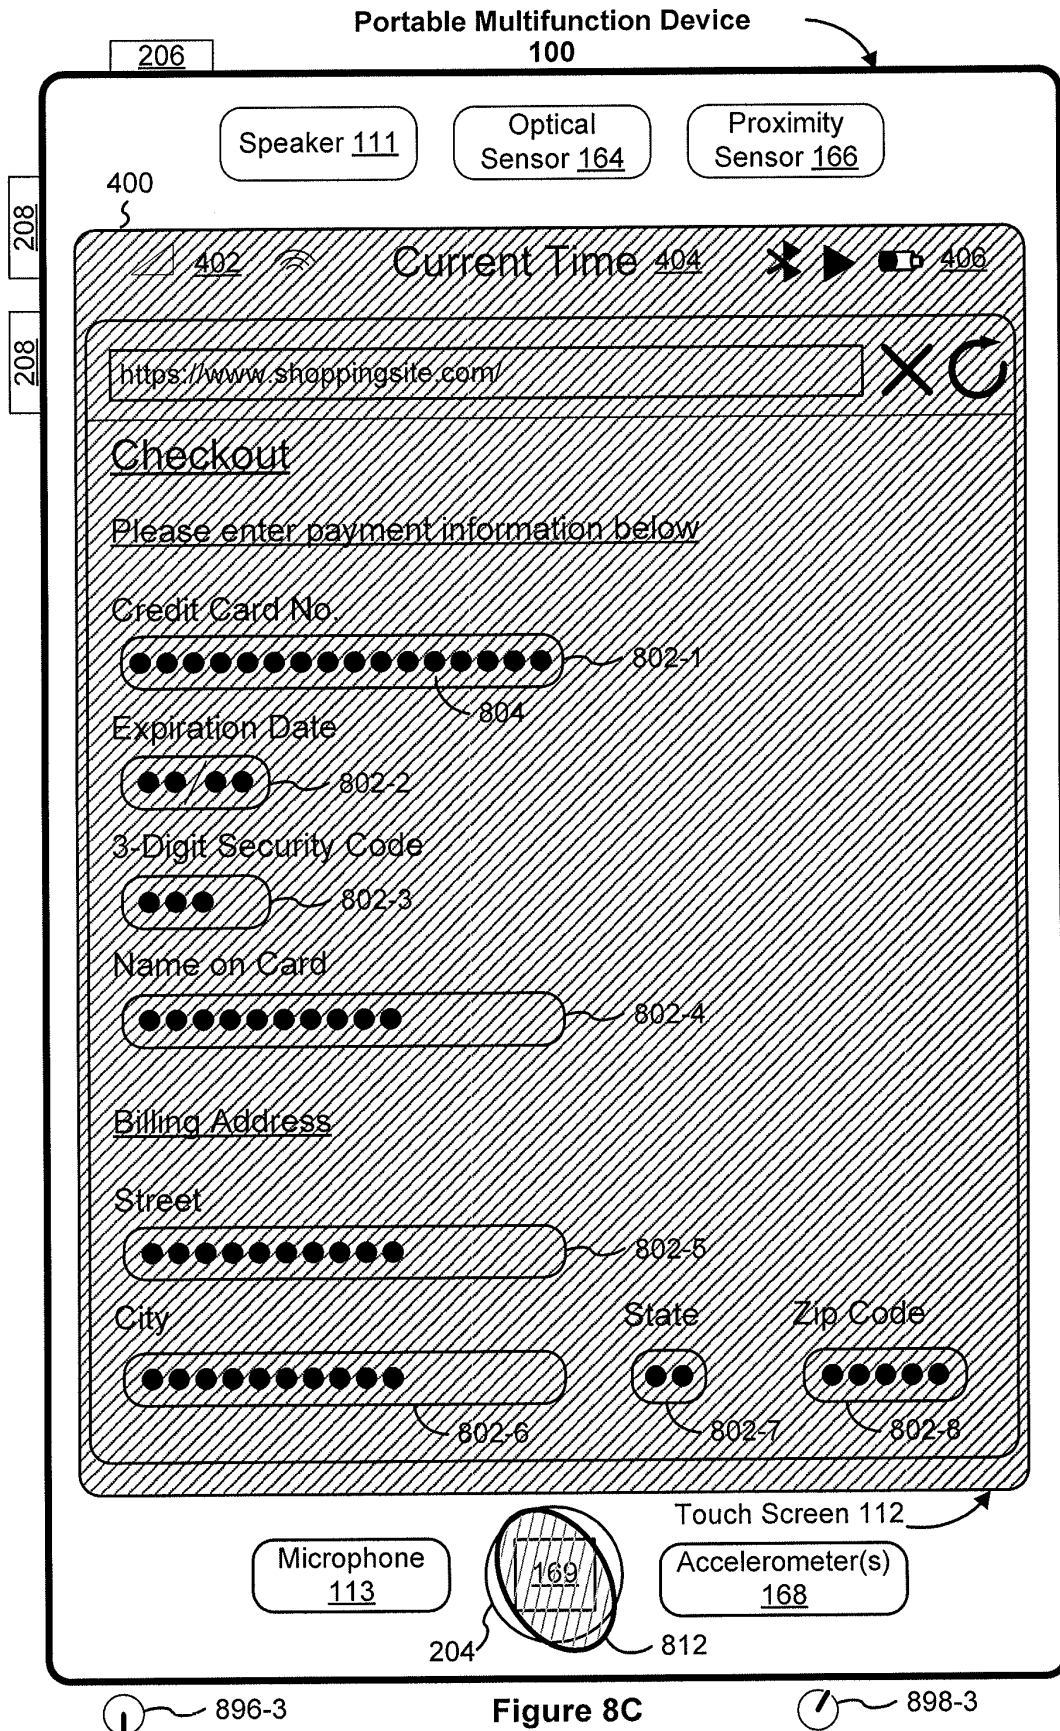 Portable Multifunction Device
100
206
Speaker 111
Optical
Sensor 164
Proximity
Sensor 166
400
208
402
Current Time 404
406
208
https://www.shoppingsite.com/
Checkout
Please enter payment information below
Credit Card No.
802-1
804
Expiration Date
802-2
3-Digit Security Code
802-3
Name on Card
802-4
Billing Address
Street
802-5
City
State
Zip Code
802-6
802-7
802-8
Touch Screen 112
Microphone
113
169
Accelerometer(s)
168
204
812
896-3
Figure 8C
898-3